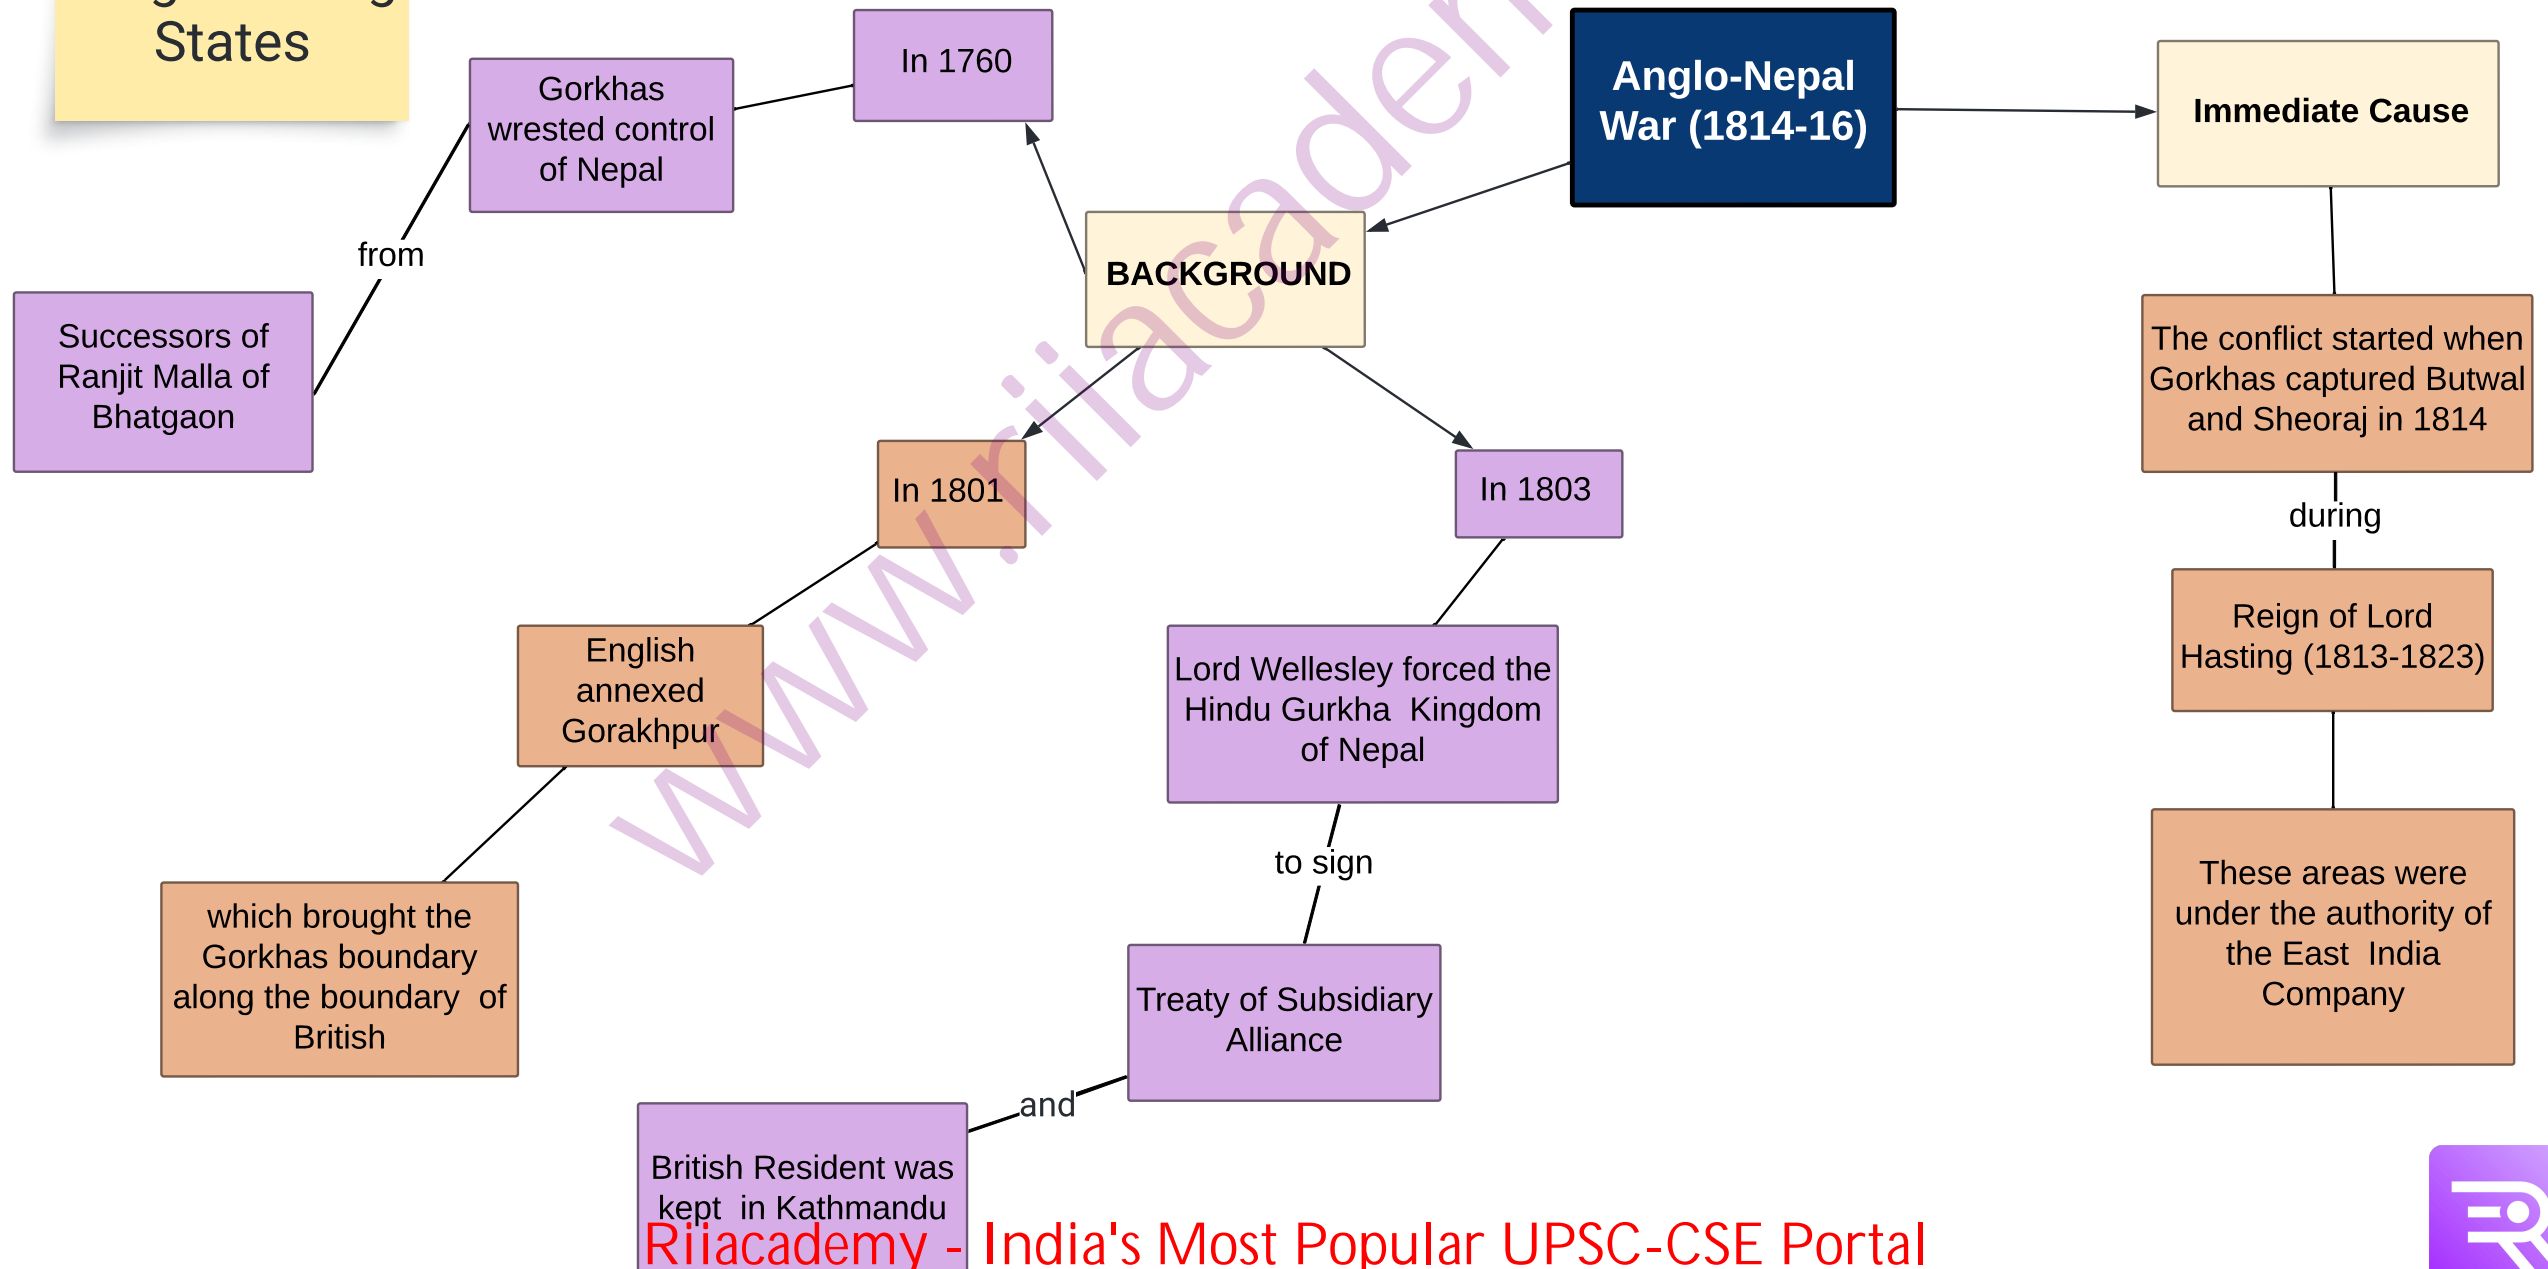 States
Anglo-Nepal
War (1814-16)
Immediate Cause
The conflict started when
Gorkhas captured Butwal
and Sheoraj in 1814
during
Reign of Lord
Hasting (1813-1823)
These areas were
under the authority of
the East  India
Company
BACKGROUND
In 1760
Gorkhas
wrested control
of Nepal
from
Successors of
Ranjit Malla of
Bhatgaon
In 1801
English
annexed
Gorakhpur
which brought the
Gorkhas boundary
along the boundary  of
British
In 1803
Lord Wellesley forced the
Hindu Gurkha  Kingdom
of Nepal
to sign
Treaty of Subsidiary
Alliance
and
British Resident was
kept  in Kathmandu
www.riiacadem
Riiacademy - India's Most Popular UPSC-CSE Portal